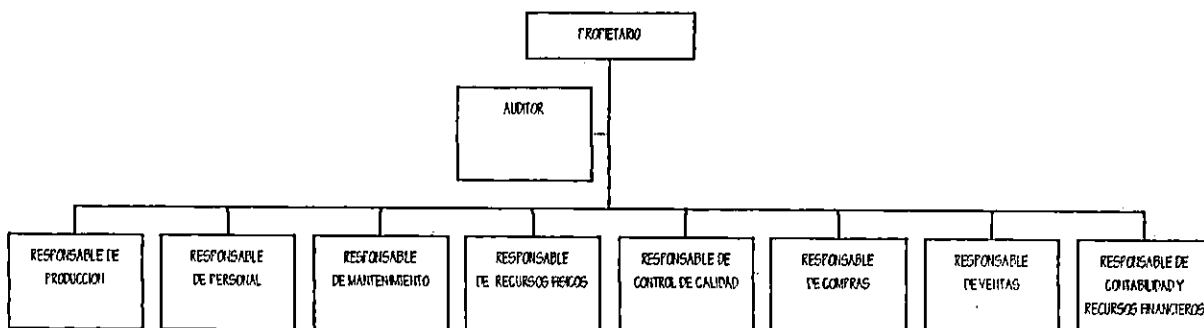 PROPIETARIO
AUDITOR
RESPONSABLE DE
PRODUCCION
RESPONSABLE
DE PERSONAL
RESPONSABLE
DE MANTENIMIENTO
RESPONSABLE
DE RECURSOS FISICOS
RESPONSABLE DE
CONTROL DE CALIDAD
RESPONSABLE
DE COMPRAS
RESPONSABLE
DE VENTAS
RESPONSABLE DE
CONTABILIDAD Y
RECURSOS FINANCIEROS